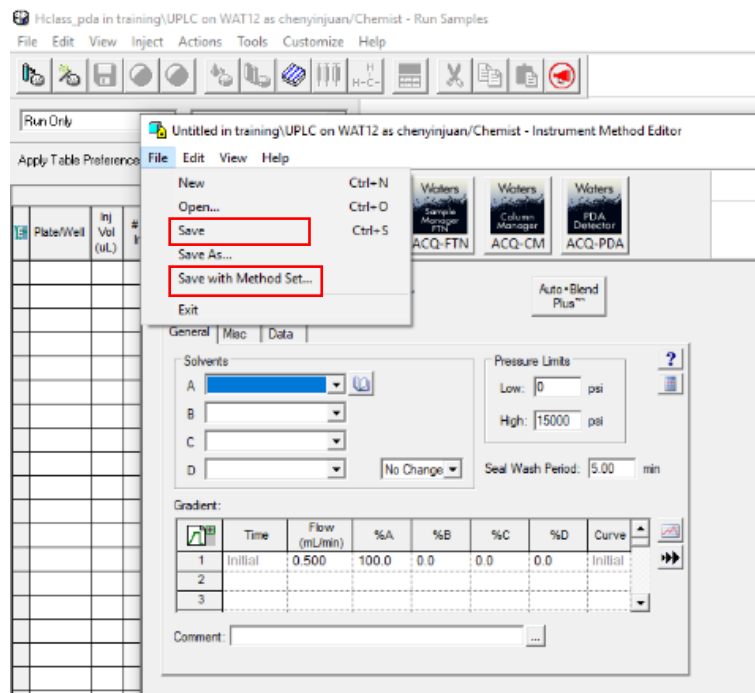 Hclass_pda in training\UPLC on WAT12 as chenyinjuan/Chemist - Run Samples
File Edit View Inject Actions Tools Customize Help
H
H-C-
Run Only
Untitled in training\UPLC on WAT12 as chenyinjuan/Chemist - Instrument Method Editor
Apply Table Preference
File Edit View Help
New Ctrl+N
Open... Ctrl+O
Save Ctrl+S
Save As...
Save with Method Set...
Exit
Waters Sample Manager FTN
ACQ-FTN
Waters Column Manager
ACQ-CM
Waters PDA Detector
ACQ-PDA
Plate/Well
Inj
Vol
(uL)
#
Auto•Blend
Plus™
General Misc Data
Solvents
A
B
C
D
No Change
Pressure Limits
Low: 0 psi
High: 15000 psi
Seal Wash Period: 5.00 min
?
Gradient:
Time Flow (mL/min) %A %B %C %D Curve
1 Initial 0.500 100.0 0.0 0.0 0.0 Initial
2
3
Comment: ...